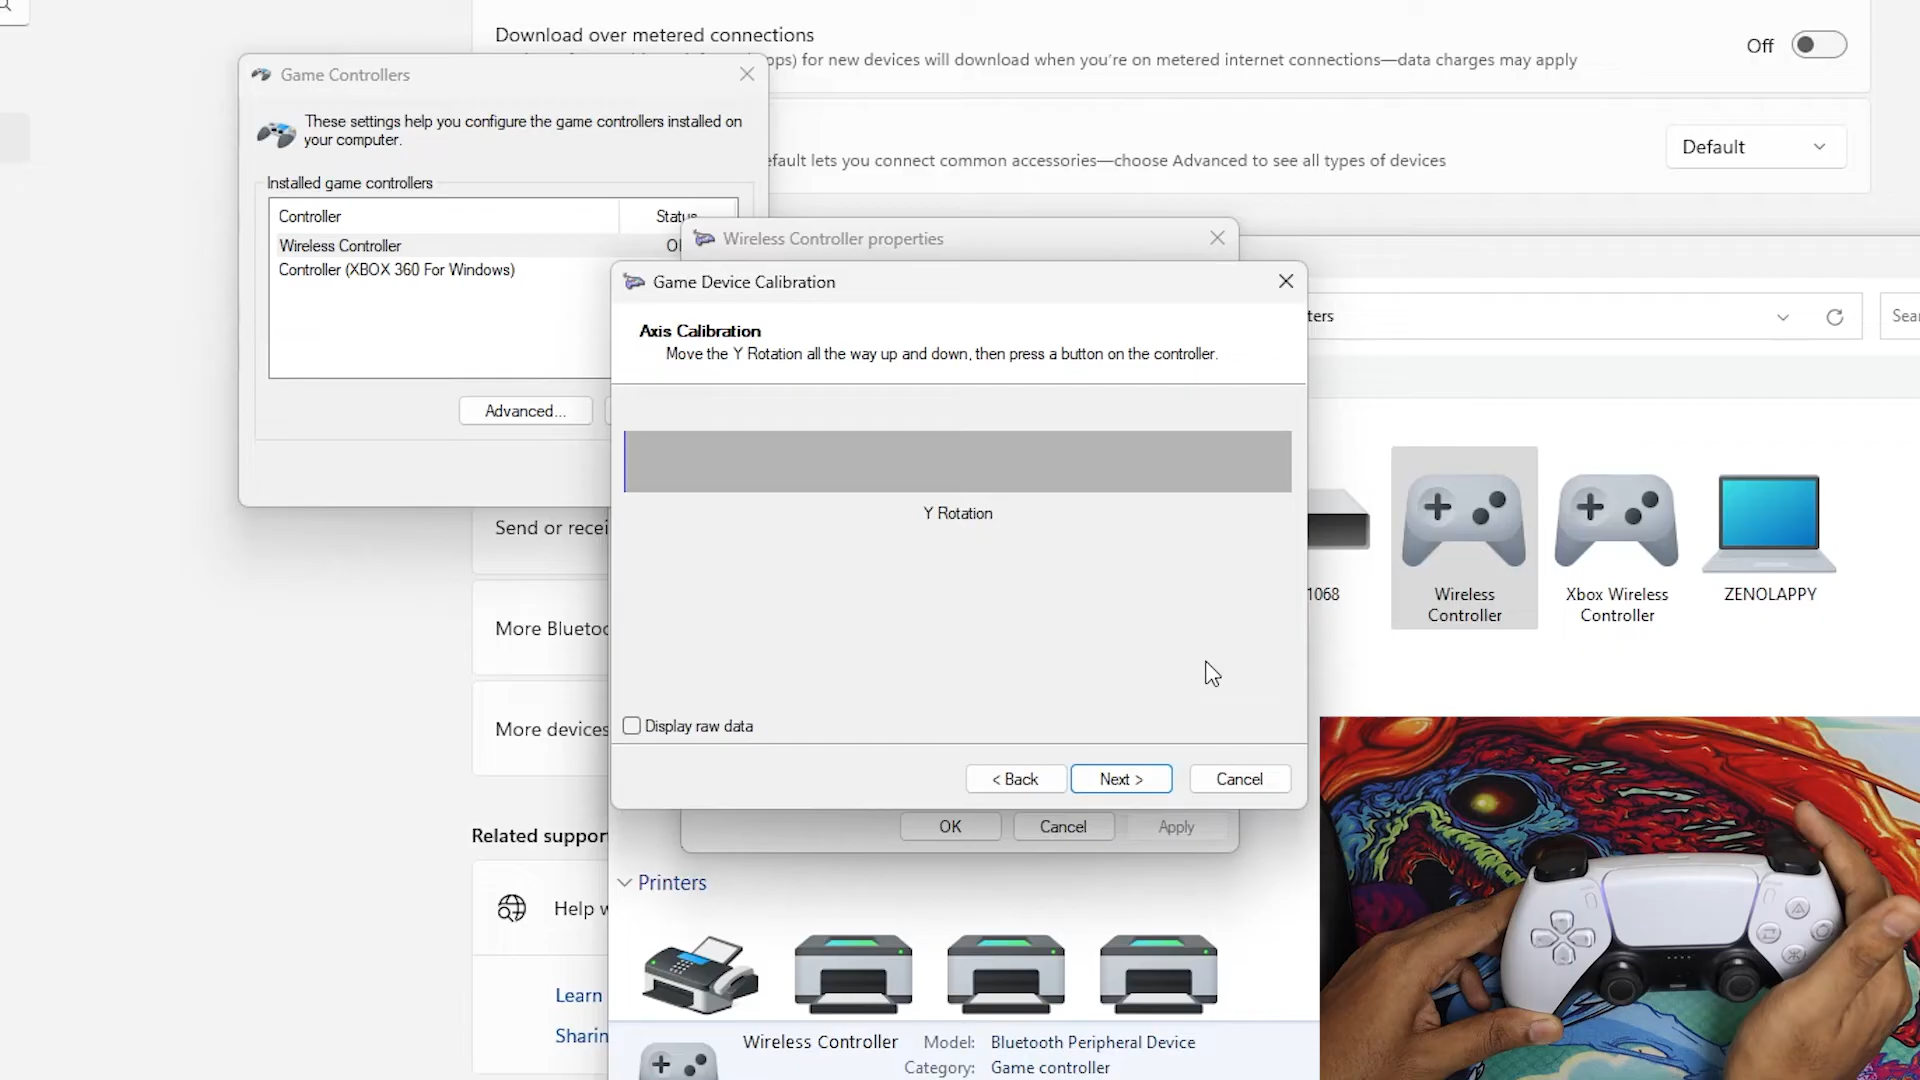 Download over metered connections
ps) for new devices will download when you're on metered internet connections—data charges may apply
Off
Game Controllers
These settings help you configure the game controllers installed on
your computer.
Default
efault lets you connect common accessories—choose Advanced to see all types of devices
Installed game controllers
Controller
Status
Wireless Controller
Controller (XBOX 360 For Windows)
Wireless Controller properties
Game Device Calibration
Axis Calibration
Move the Y Rotation all the way up and down, then press a button on the controller.
ters
Sear
Advanced...
Y Rotation
Send or recei
1068
Wireless
Controller
Xbox Wireless
Controller
ZENOLAPPY
More Bluetoo
More devices
Display raw data
< Back
Next >
Cancel
OK
Cancel
Apply
Related suppor
Printers
Help w
Learn
Sharin
Wireless Controller
Model: Bluetooth Peripheral Device
Category: Game controller